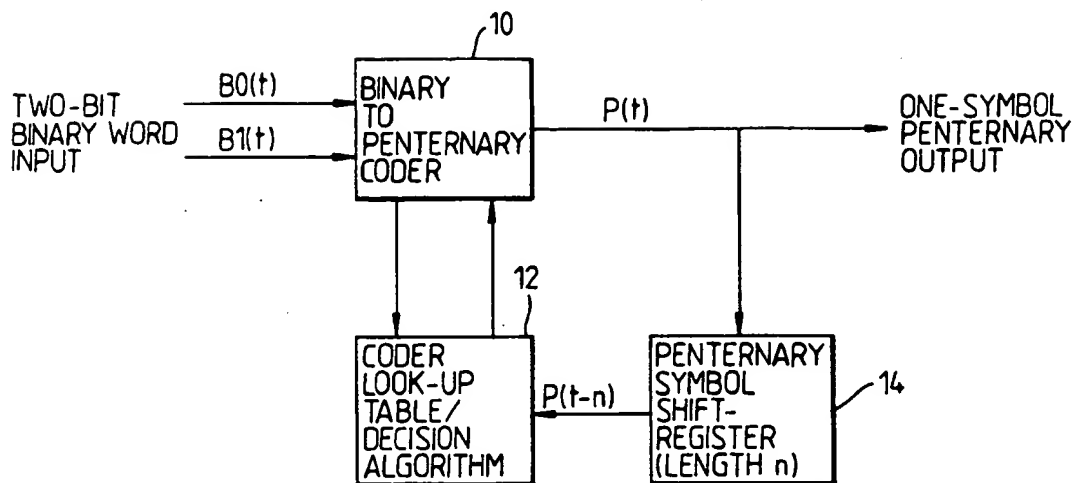 10
TWO-BIT
BINARY WORD
INPUT
B0(t)
B1(t)
BINARY
TO
PENTERNARY
CODER
P(t)
ONE-SYMBOL
PENTERNARY
OUTPUT
12
CODER
LOOK-UP
TABLE/
DECISION
ALGORITHM
P(t-n)
PENTERNARY
SYMBOL
SHIFT-
REGISTER
(LENGTH n)
14